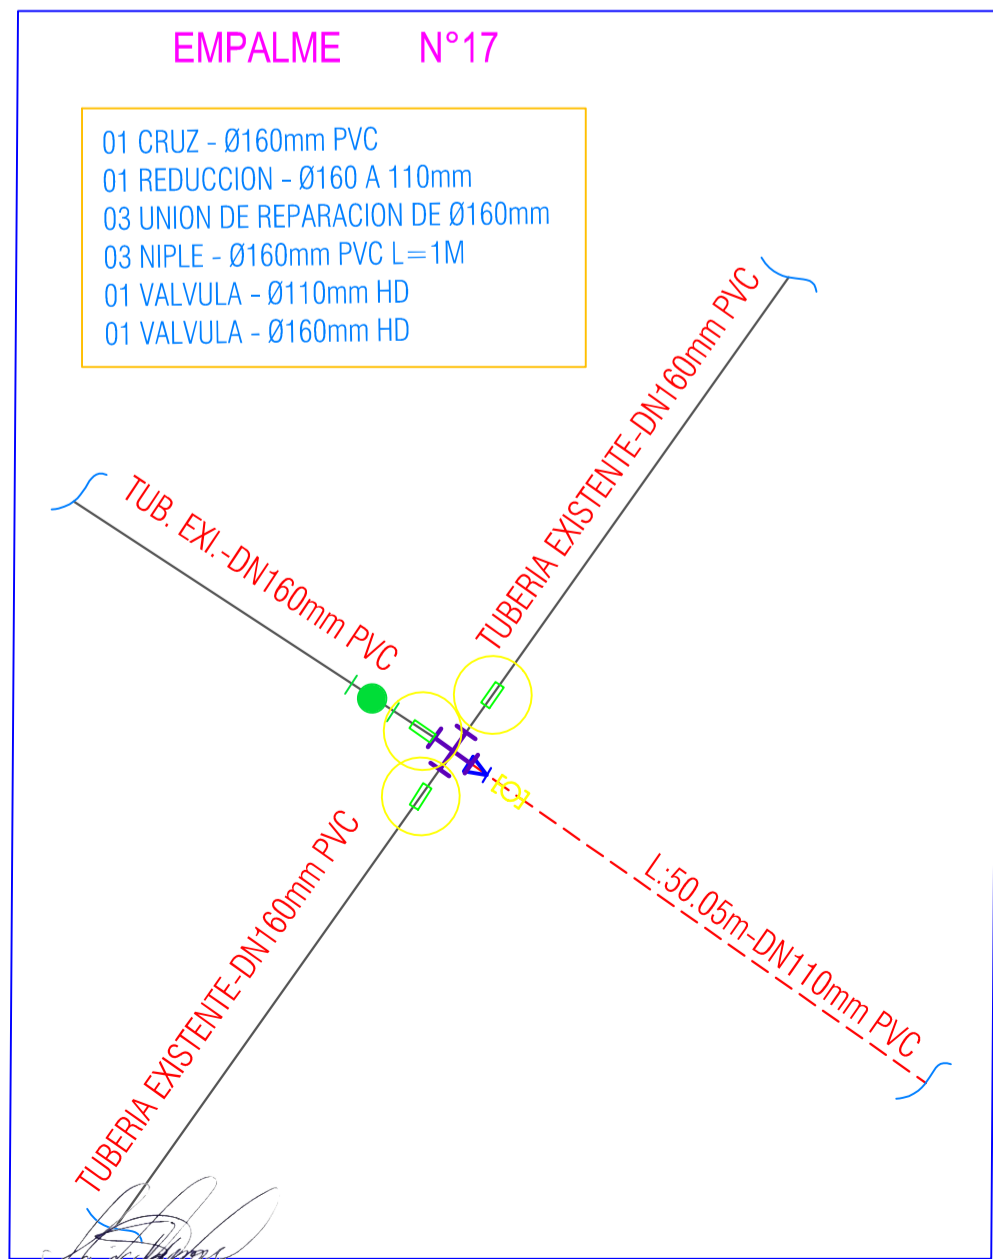 EMPALME N°17
01 CRUZ - Ø160mm PVC
01 REDUCCION - Ø160 A 110mm
03 UNION DE REPARACION DE Ø160mm
03 NIPLE - Ø160mm PVC L=1M
01 VALVULA - Ø110mm HD
01 VALVULA - Ø160mm HD
TUBERIA EXISTENTE-DN160mm PVC
TUB. EXI.-DN160mm PVC
L:50.05m-DN110mm PVC
TUBERIA EXISTENTE-DN160mm PVC